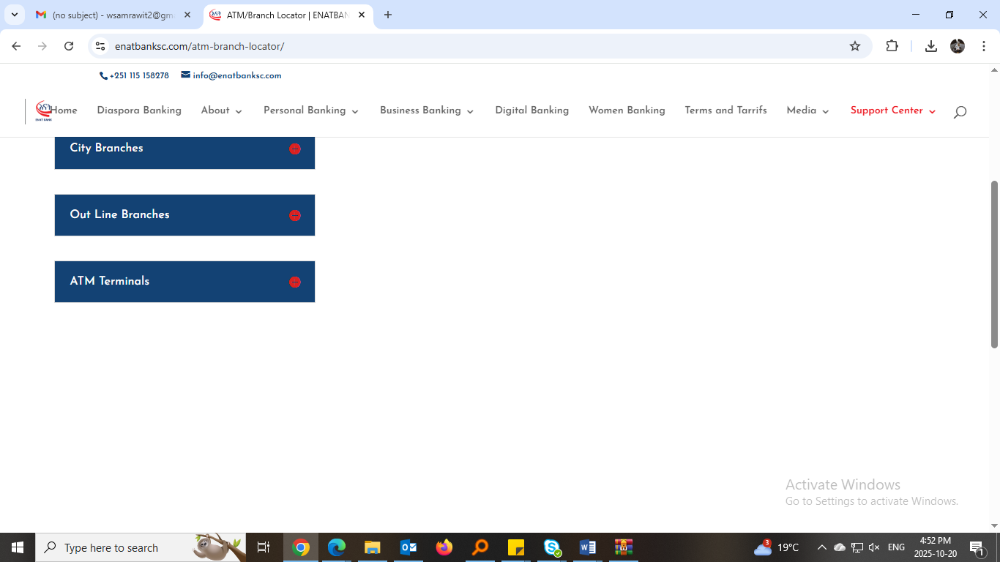 (no subject) - wsamrawit2@gm
ATM/Branch Locator | ENATBAN
enatbanksc.com/atm-branch-locator/
+251 115 158278 info@enatbanksc.com
እናት
ENAT BANK
Home Diaspora Banking About Personal Banking Business Banking Digital Banking Women Banking Terms and Tarrifs Media Support Center
City Branches
Out Line Branches
ATM Terminals
Activate Windows
Go to Settings to activate Windows.
Type here to search
3 19°C ENG 4:52 PM
2025-10-20 1